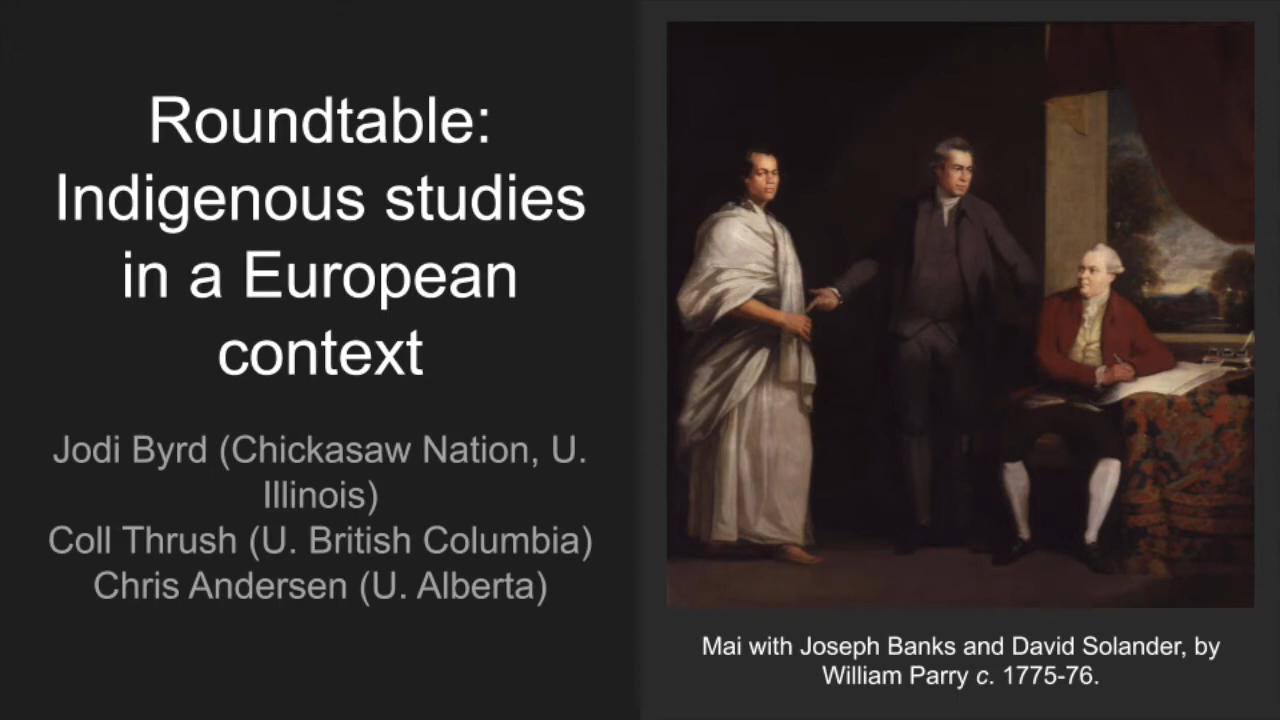 Roundtable:
Indigenous studies
in a European
context
Jodi Byrd (Chickasaw Nation, U.
Illinois)
Coll Thrush (U. British Columbia)
Chris Andersen (U. Alberta)
Mai with Joseph Banks and David Solander, by
William Parry c. 1775-76.